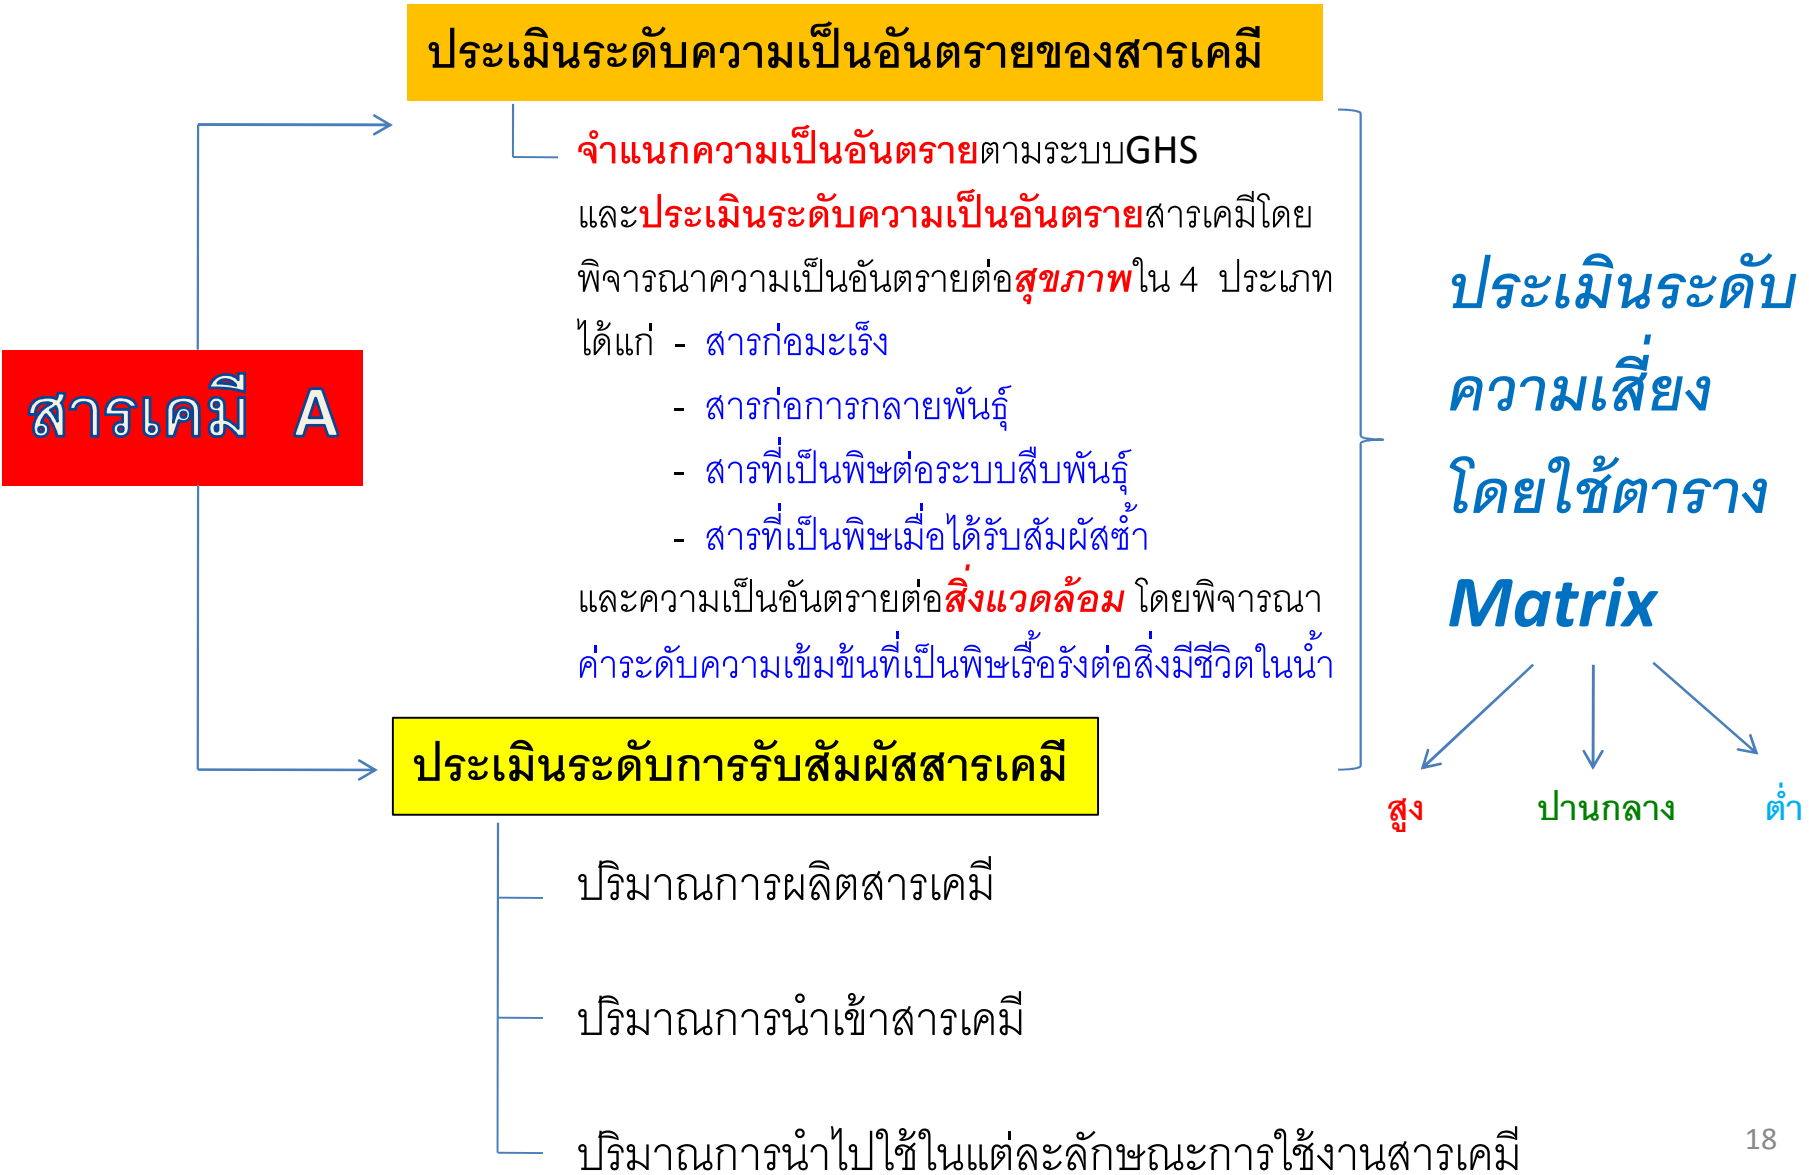 ประเมินระดับความเป็นอันตรายของสารเคมี
จำแนกความเป็นอันตรายตามระบบGHS
และประเมินระดับความเป็นอันตรายสารเคมีโดย
พิจารณาความเป็นอันตรายต่อสุขภาพใน 4 ประเภท
ได้แก่ - สารก่อมะเร็ง
- สารก่อการกลายพันธุ์
- สารที่เป็นพิษต่อระบบสืบพันธุ์
- สารที่เป็นพิษเมื่อได้รับสัมผัสซ้ำ
และความเป็นอันตรายต่อสิ่งแวดล้อม โดยพิจารณา
ค่าระดับความเข้มข้นที่เป็นพิษเรื้อรังต่อสิ่งมีชีวิตในน้ำ
สารเคมี A
ประเมินระดับ
ความเสี่ยง
โดยใช้ตาราง
Matrix
สูง ปานกลาง ต่ำ
ประเมินระดับการรับสัมผัสสารเคมี
ปริมาณการผลิตสารเคมี
ปริมาณการนำเข้าสารเคมี
ปริมาณการนำไปใช้ในแต่ละลักษณะการใช้งานสารเคมี
18